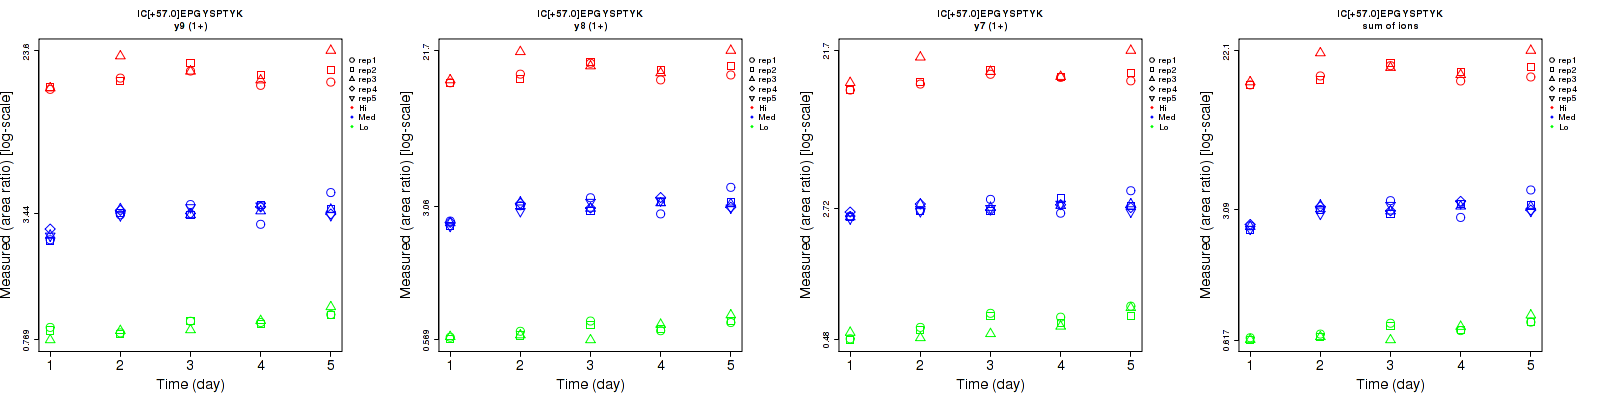 IC[+57.0]EPGYSPTYK
y9 (1+)
Measured (area ratio) [log-scale]
23.6
3.44
0.799
1 2 3 4 5
Time (day)
rep1
rep2
rep3
rep4
rep5
Hi
Med
Lo
IC[+57.0]EPGYSPTYK
y8 (1+)
Measured (area ratio) [log-scale]
21.7
3.06
0.569
1 2 3 4 5
Time (day)
rep1
rep2
rep3
rep4
rep5
Hi
Med
Lo
IC[+57.0]EPGYSPTYK
y7 (1+)
Measured (area ratio) [log-scale]
21.7
2.72
0.48
1 2 3 4 5
Time (day)
rep1
rep2
rep3
rep4
rep5
Hi
Med
Lo
IC[+57.0]EPGYSPTYK
sum of ions
Measured (area ratio) [log-scale]
22.1
3.09
0.617
1 2 3 4 5
Time (day)
rep1
rep2
rep3
rep4
rep5
Hi
Med
Lo